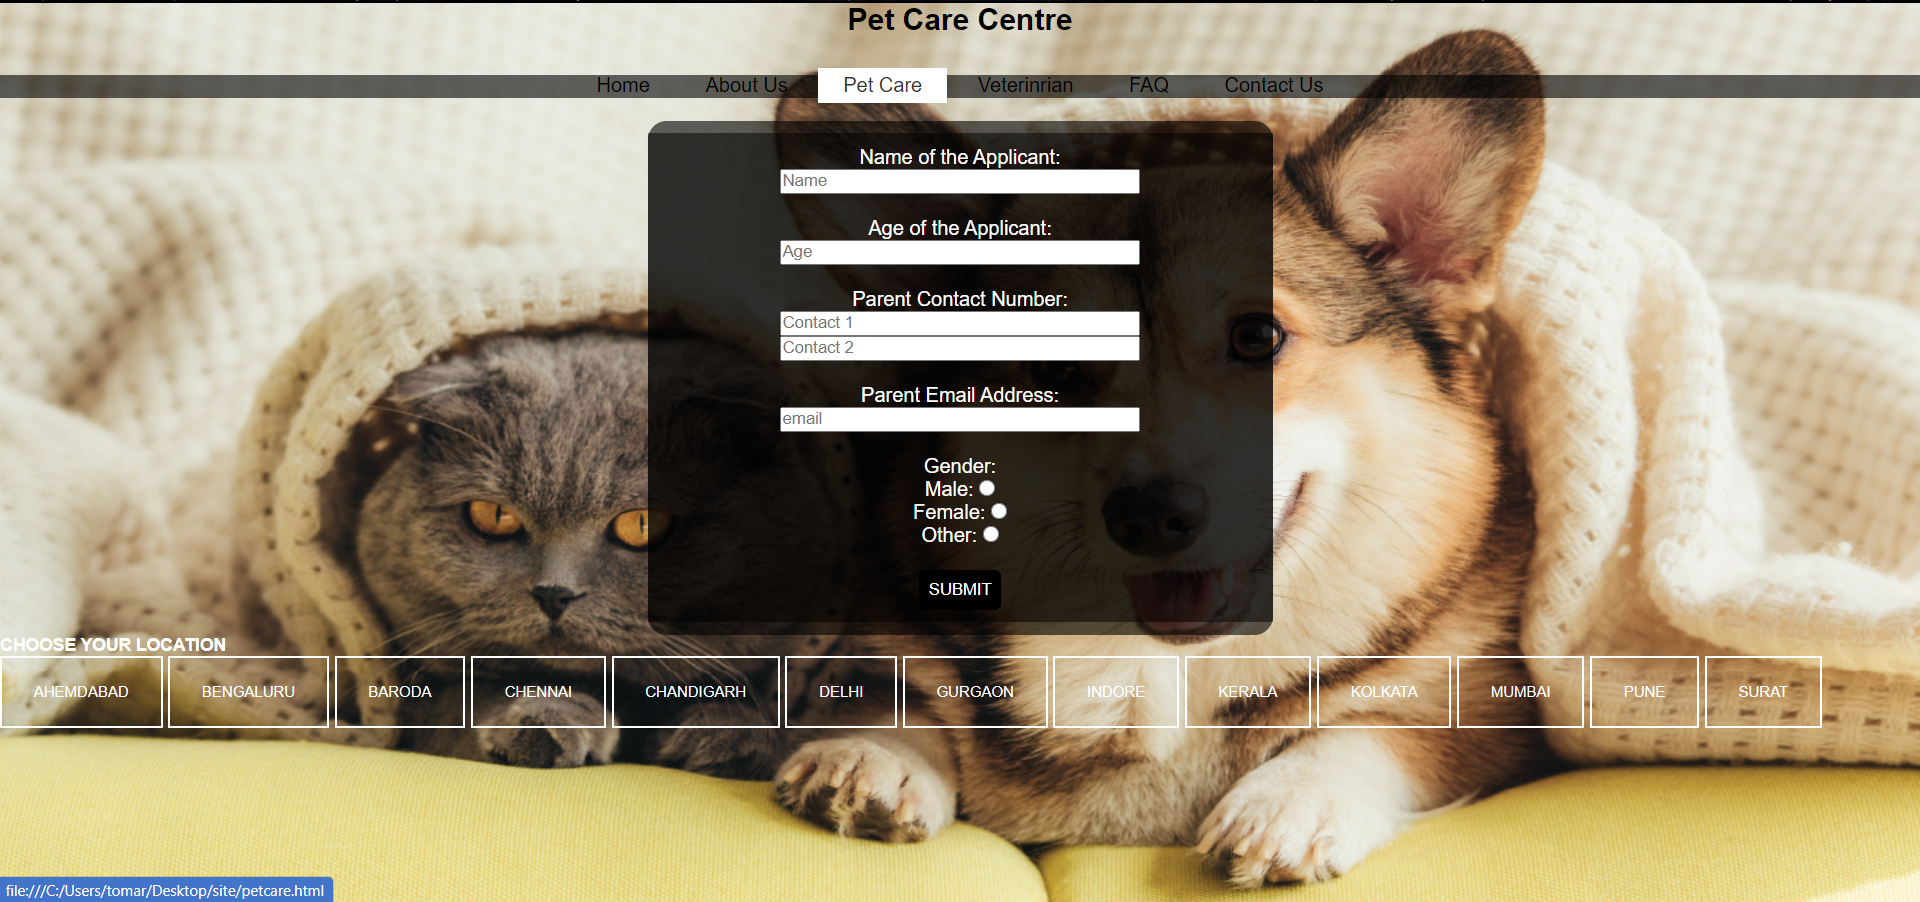 Pet Care Centre
Home About Us Pet Care Veterinrian FAQ Contact Us
Name of the Applicant:
Name
Age of the Applicant:
Age
Parent Contact Number:
Contact 1
Contact 2
Parent Email Address:
email
Gender:
Male:
Female:
Other:
SUBMIT
CHOOSE YOUR LOCATION
AHEMDABAD BENGALURU BARODA CHENNAI CHANDIGARH DELHI GURGAON INDORE KERALA KOLKATA MUMBAI PUNE SURAT
file:///C:/Users/tomar/Desktop/site/petcare.html